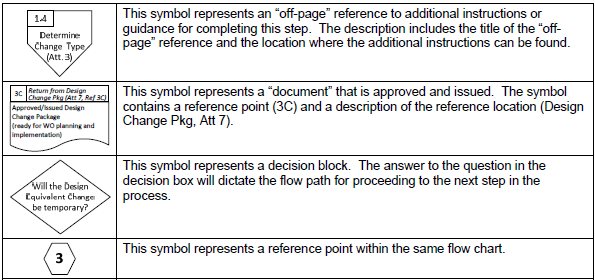 1.4
Determine
Change Type
(Att. 3)
This symbol represents an “off-page” reference to additional instructions or
guidance for completing this step.  The description includes the title of the “off-
page” reference and the location where the additional instructions can be found.
3C Return from Design
Change Pkg (Att 7, Ref 3C)
Approved/Issued Design
Change Package
(ready for WO planning and
Implementation)
This symbol represents a “document” that is approved and issued.  The symbol
contains a reference point (3C) and a description of the reference location (Design
Change Pkg, Att 7).
Will the Design
Equivalent Change
be temporary?
This symbol represents a decision block.  The answer to the question in the
decision box will dictate the flow path for proceeding to the next step in the
process.
3
This symbol represents a reference point within the same flow chart.